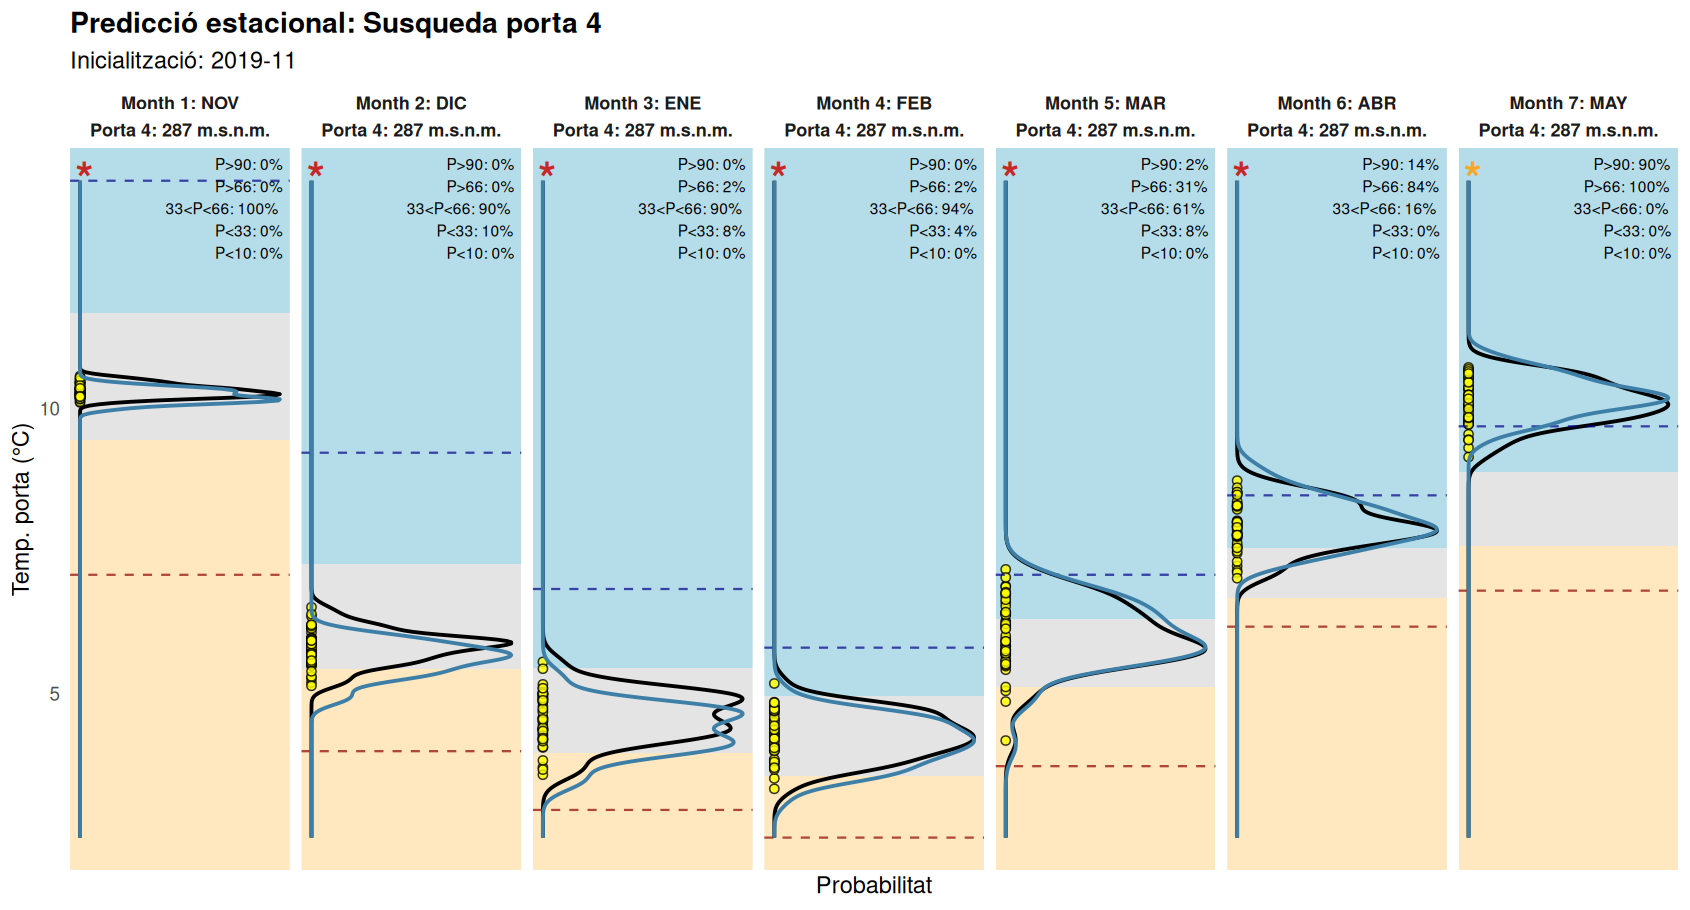 Predicció estacional: Susqueda porta 4
Inicialització: 2019-11
Month 1: NOV
Porta 4: 287 m.s.n.m.
Month 2: DIC
Porta 4: 287 m.s.n.m.
Month 3: ENE
Porta 4: 287 m.s.n.m.
Month 4: FEB
Porta 4: 287 m.s.n.m.
Month 5: MAR
Porta 4: 287 m.s.n.m.
Month 6: ABR
Porta 4: 287 m.s.n.m.
Month 7: MAY
Porta 4: 287 m.s.n.m.
*
P>90: 0%
P>66: 0%
33<P<66: 100%
P<33: 0%
P<10: 0%
*
P>90: 0%
P>66: 0%
33<P<66: 90%
P<33: 10%
P<10: 0%
*
P>90: 0%
P>66: 2%
33<P<66: 90%
P<33: 8%
P<10: 0%
*
P>90: 0%
P>66: 2%
33<P<66: 94%
P<33: 4%
P<10: 0%
*
P>90: 2%
P>66: 31%
33<P<66: 61%
P<33: 8%
P<10: 0%
*
P>90: 14%
P>66: 84%
33<P<66: 16%
P<33: 0%
P<10: 0%
*
P>90: 90%
P>66: 100%
33<P<66: 0%
P<33: 0%
P<10: 0%
10
5
Temp. porta (°C)
Probabilitat